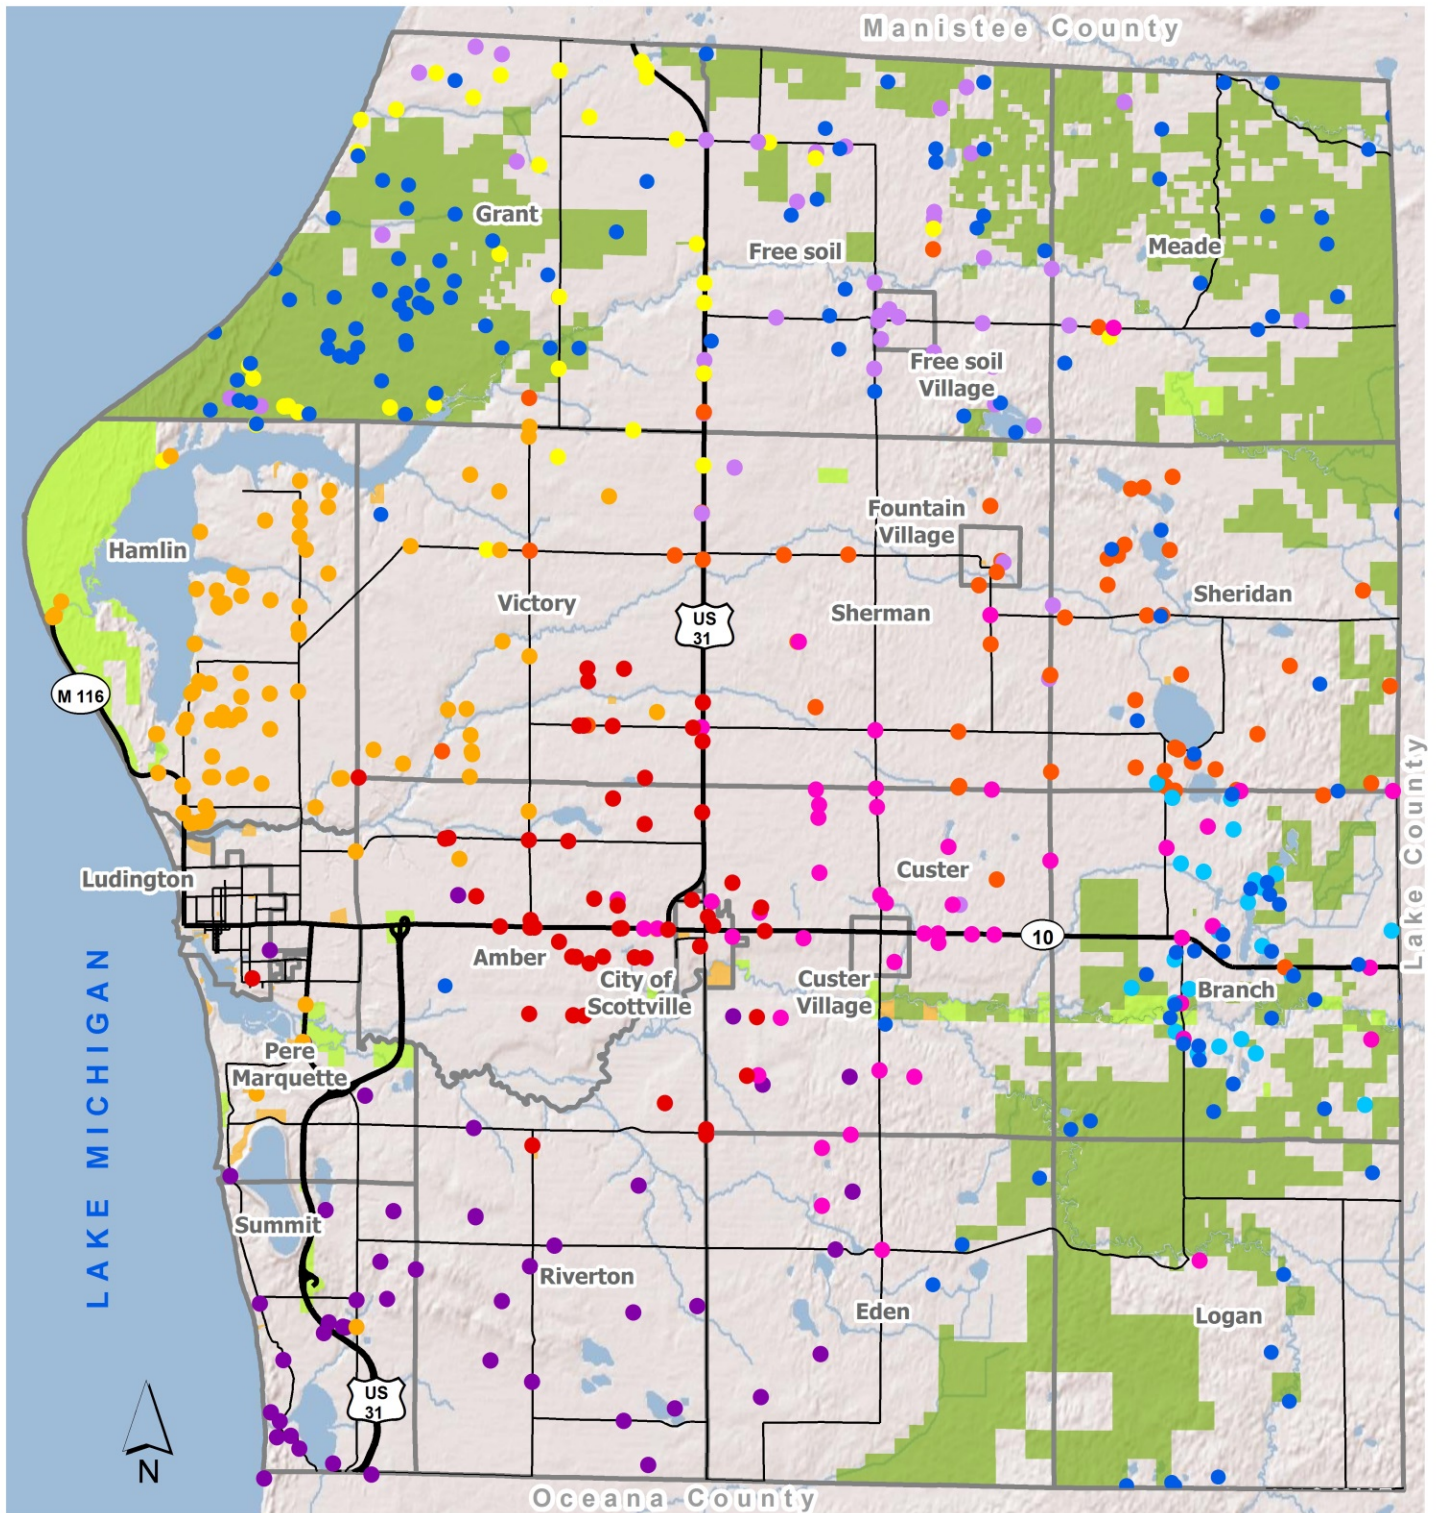 Manistee County
Grant
Free soil
Meade
Free soil
Village
Fountain
Village
Hamlin
Victory
Sherman
Sheridan
US
31
M 116
Lake County
Ludington
Custer
10
Amber
City of
Scottville
Custer
Village
Branch
LAKE MICHIGAN
Pere
Marquette
Summit
Riverton
Eden
Logan
US
31
N
Oceana County